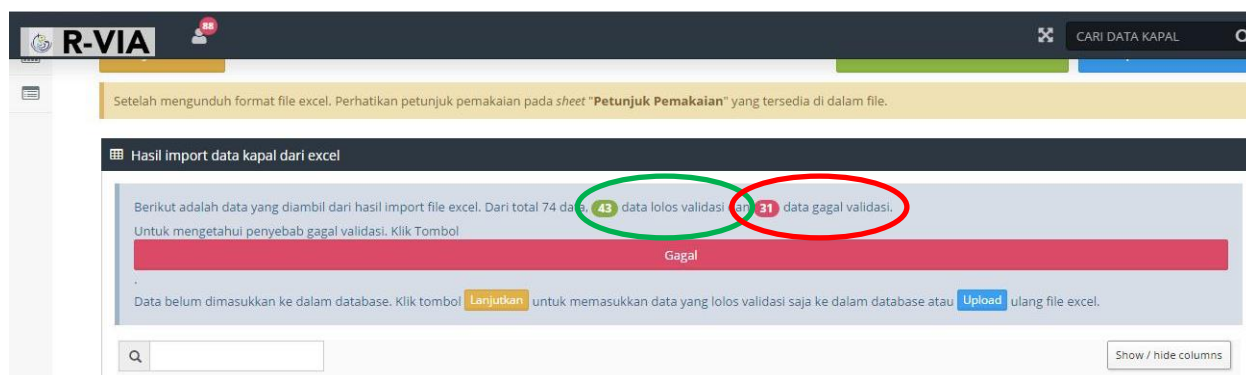 R-VIA
88
CARI DATA KAPAL
Setelah mengunduh format file excel. Perhatikan petunjuk pemakaian pada sheet "Petunjuk Pemakaian" yang tersedia di dalam file.
Hasil import data kapal dari excel
Berikut adalah data yang diambil dari hasil import file excel. Dari total 74 data, 43 data lolos validasi dan 31 data gagal validasi.
Untuk mengetahui penyebab gagal validasi. Klik Tombol
Gagal
.
Data belum dimasukkan ke dalam database. Klik tombol Lanjutkan untuk memasukkan data yang lolos validasi saja ke dalam database atau Upload ulang file excel.
Show / hide columns